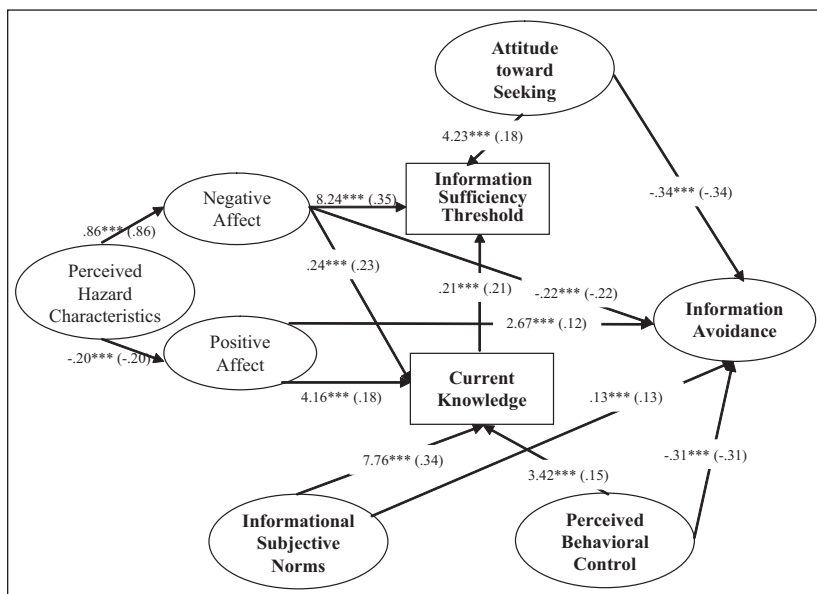 Attitude
toward
Seeking
4.23*** (.18)
Information
Sufficiency
Threshold
-.34*** (-.34)
Negative
Affect
8.24*** (.35)
.86*** (.86)
.24*** (.23)
Perceived
Hazard
Characteristics
.21*** (.21)
-.22*** (-.22)
Information
Avoidance
2.67*** (.12)
Positive
Affect
-.20*** (-.20)
4.16*** (.18)
Current
Knowledge
.13*** (.13)
7.76*** (.34)
3.42*** (.15)
-.31*** (-.31)
Informational
Subjective
Norms
Perceived
Behavioral
Control